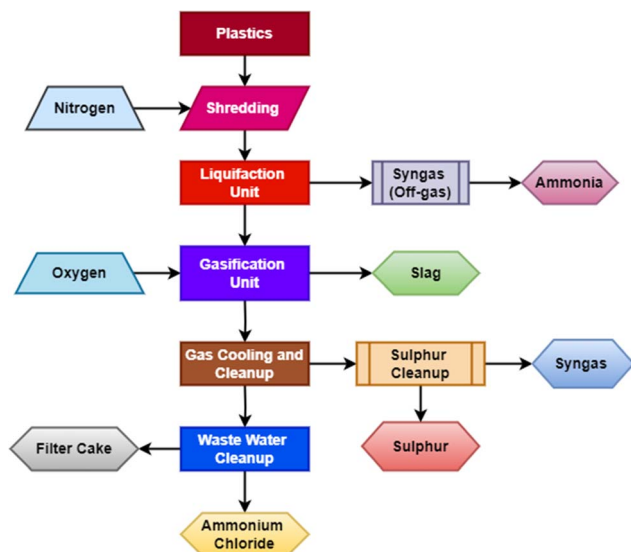 Plastics
Nitrogen
Shredding
Liquifaction
Unit
Syngas
(Off-gas)
Ammonia
Oxygen
Gasification
Unit
Slag
Gas Cooling and
Cleanup
Sulphur
Cleanup
Syngas
Filter Cake
Waste Water
Cleanup
Sulphur
Ammonium
Chloride